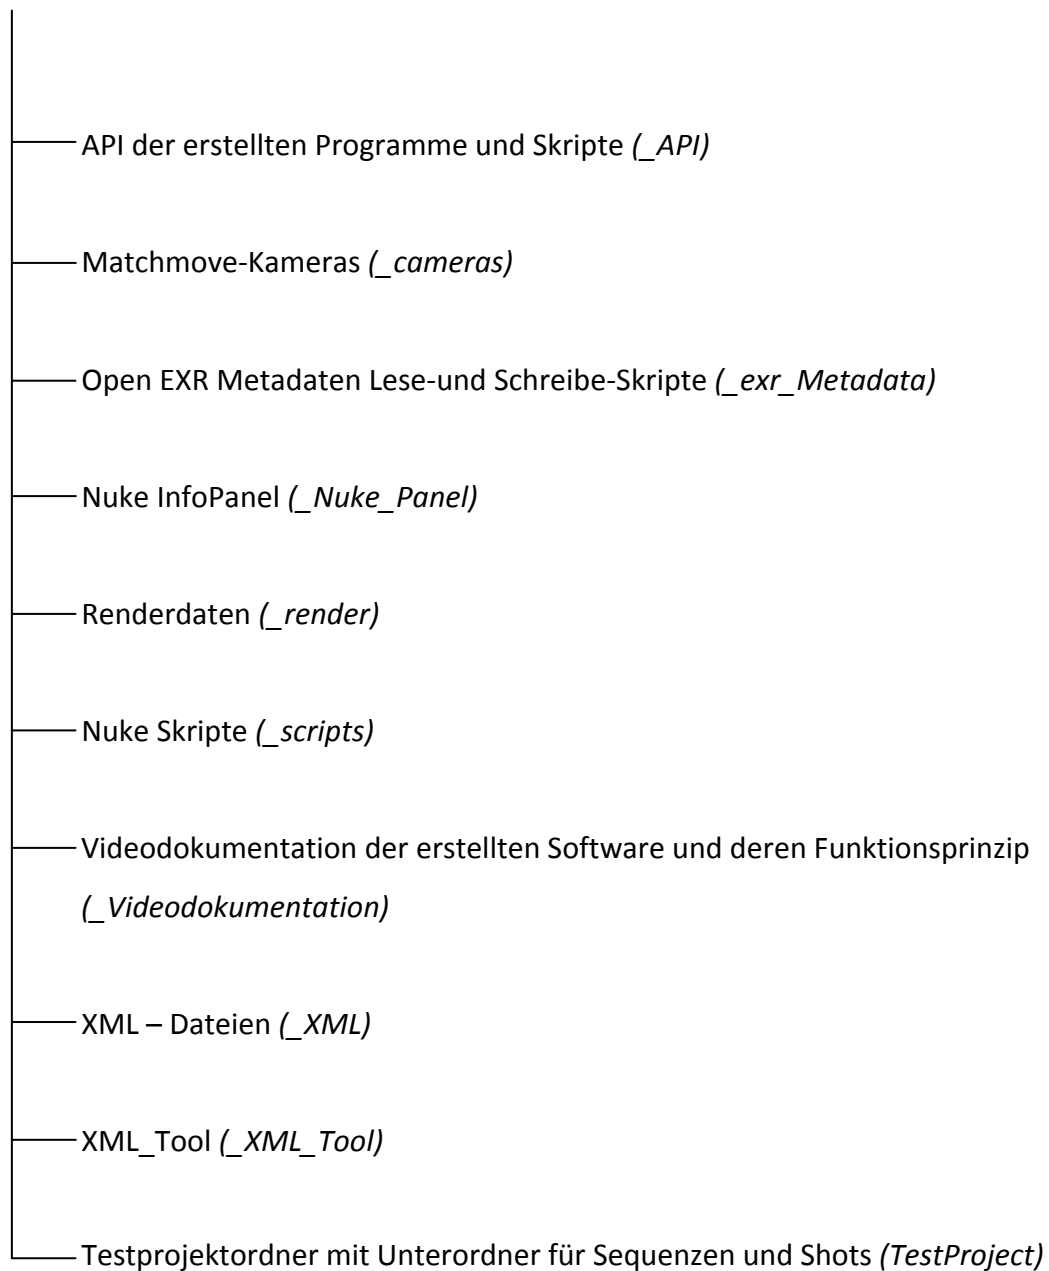 API der erstellten Programme und Skripte (_API)
Matchmove-Kameras (_cameras)
Open EXR Metadaten Lese-und Schreibe-Skripte (_exr_Metadata)
Nuke InfoPanel (_Nuke_Panel)
Renderdaten (_render)
Nuke Skripte (_scripts)
Videodokumentation der erstellten Software und deren Funktionsprinzip
(_Videodokumentation)
XML – Dateien (_XML)
XML_Tool (_XML_Tool)
Testprojektordner mit Unterordner für Sequenzen und Shots (TestProject)